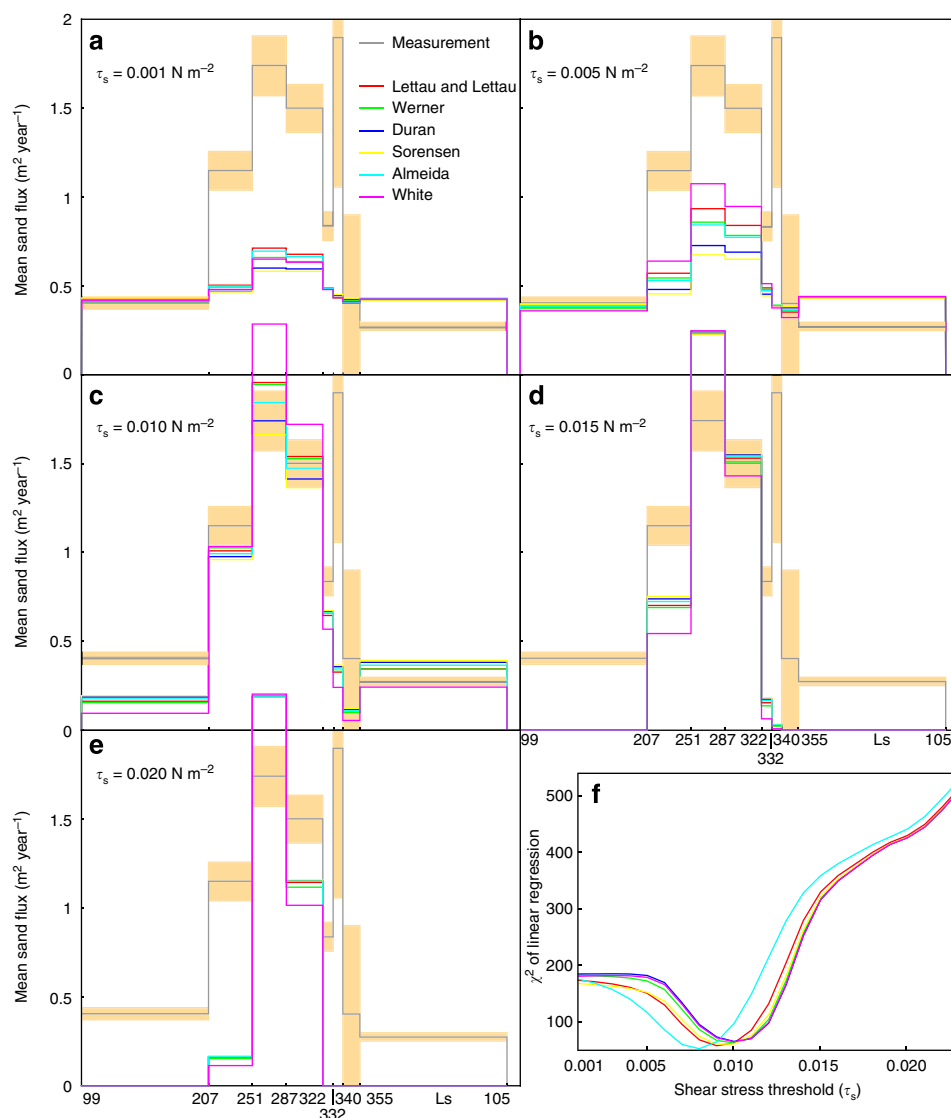 a
τs = 0.001 N m−2
Measurement
Lettau and Lettau
Werner
Duran
Sorensen
Almeida
White
Mean sand flux (m2 year−1)
2
1.5
1
0.5
0
b
τs = 0.005 N m−2
c
τs = 0.010 N m−2
Mean sand flux (m2 year−1)
1.5
1
0.5
0
d
τs = 0.015 N m−2
99 207 251 287 322 340 355 Ls 105
332
e
τs = 0.020 N m−2
Mean sand flux (m2 year−1)
1.5
1
0.5
0
99 207 251 287 322 340 355 Ls 105
332
f
χ2 of linear regression
500
400
300
200
100
0.001 0.005 0.010 0.015 0.020
Shear stress threshold (τs)